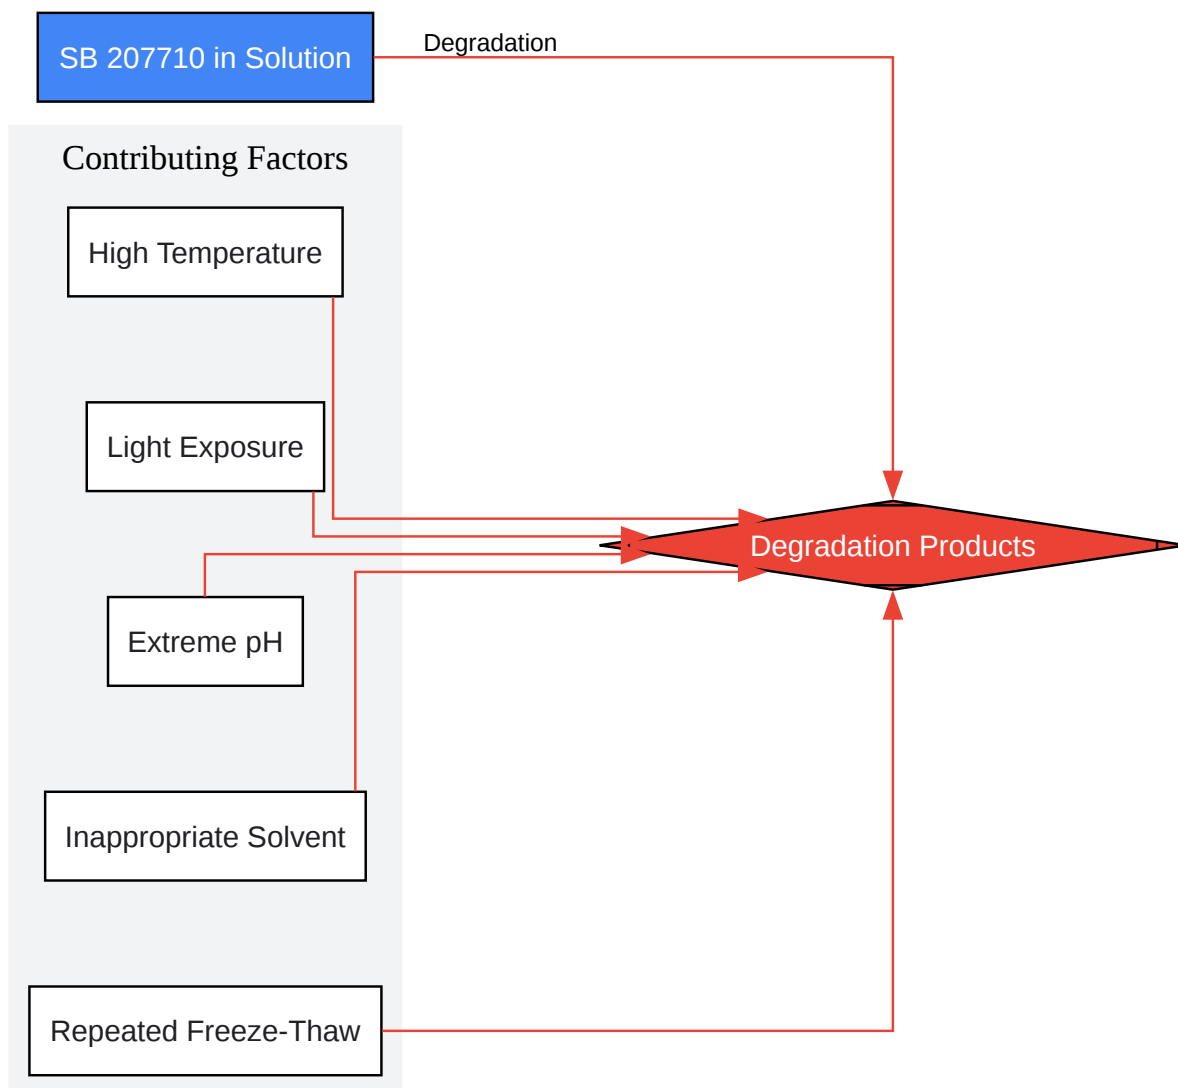 SB 207710 in Solution
Degradation
Contributing Factors
High Temperature
Light Exposure
Degradation Products
Extreme pH
Inappropriate Solvent
Repeated Freeze-Thaw